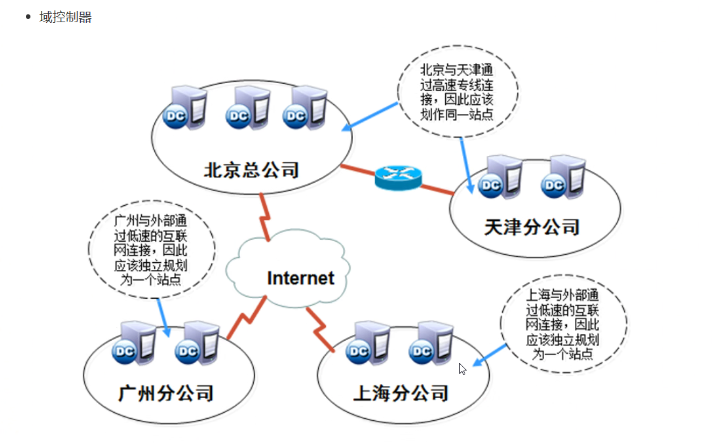 域控制器
北京与天津通
过高速专线连
接，因此应该
划作同一站点
DC
DC
DC
北京总公司
DC
DC
天津分公司
广州与外部通
过低速的互联
网连接，因此
应该独立规划
为一个站点
Internet
上海与外部通
过低速的互联
网连接，因此
应该独立规划
为一个站点
DC
DC
广州分公司
DC
DC
上海分公司